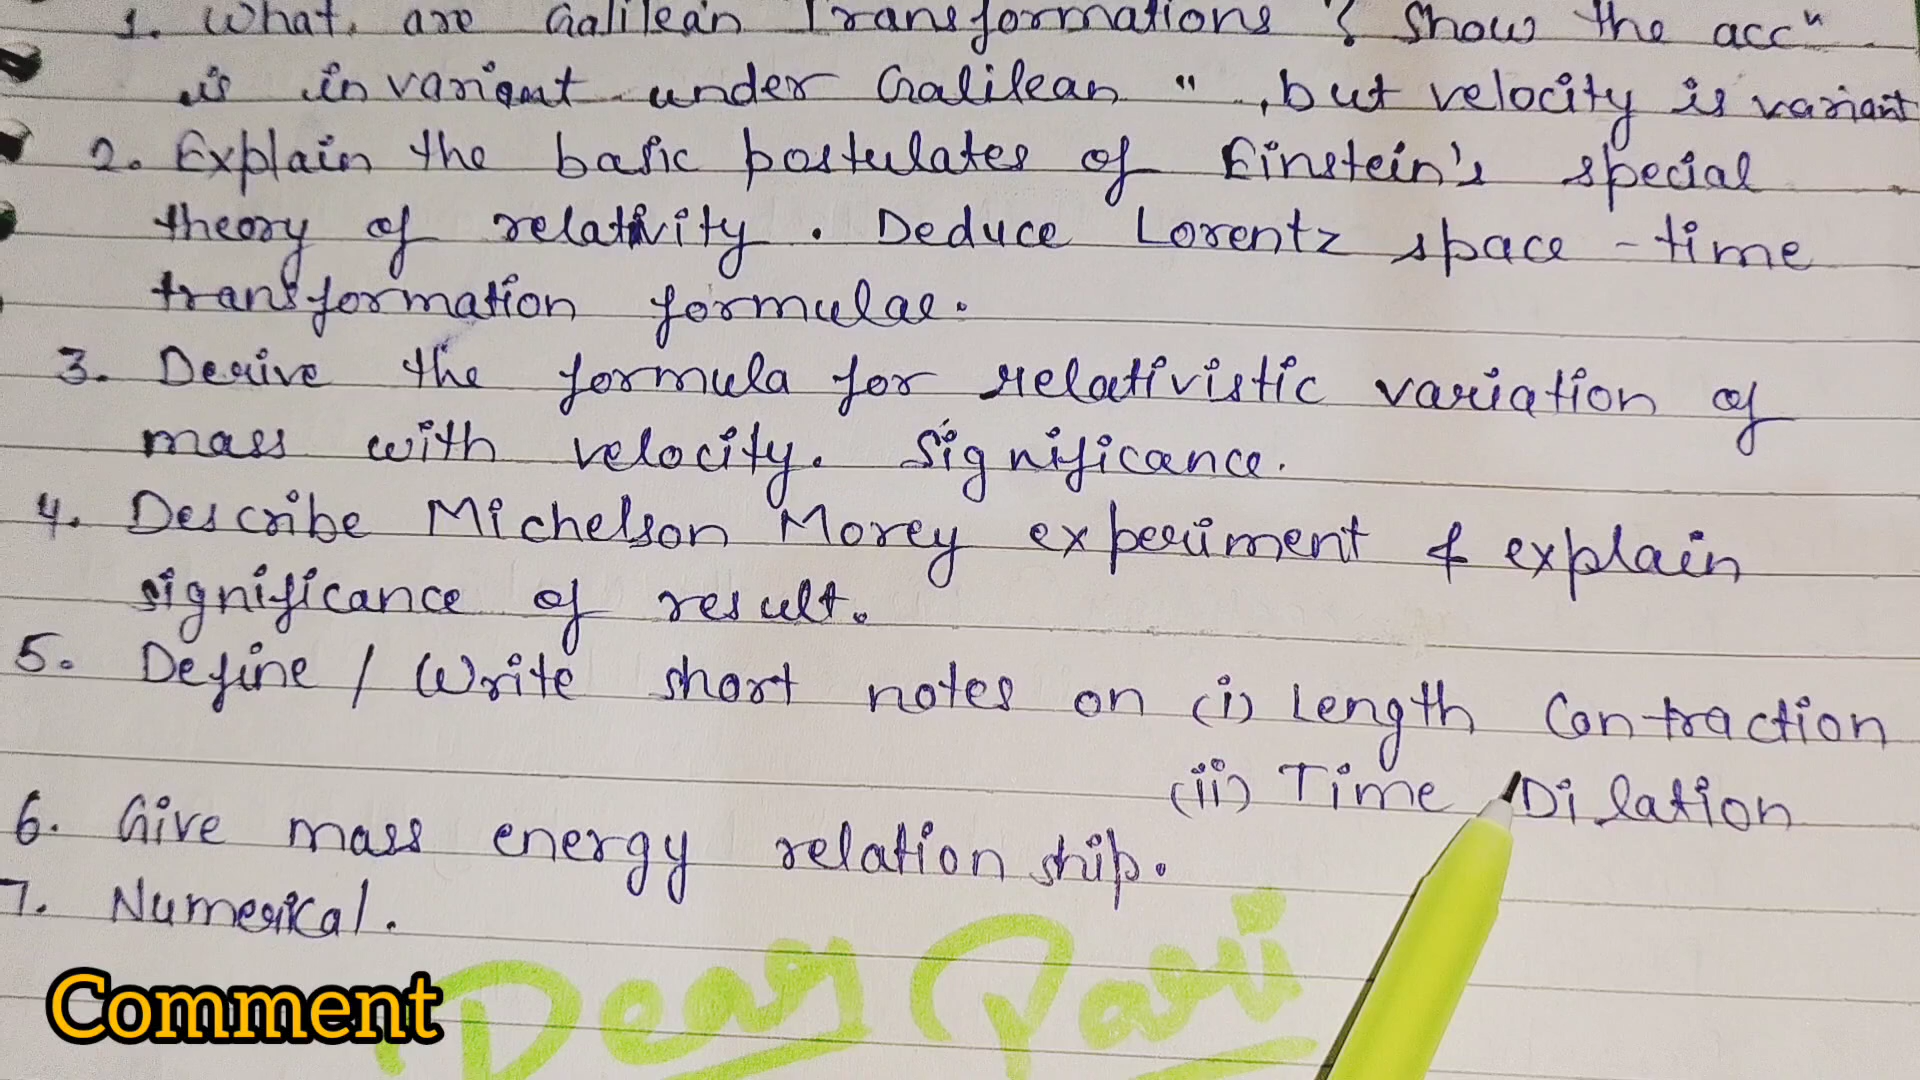 1. What are Galilean Transformations ? Show the accⁿ
is invariant under Galilean " , but velocity is variant
2. Explain the basic postulates of Einstein's special
theory of relativity. Deduce Lorentz space-time
transformation formulae.
3. Derive the formula for relativistic variation of
mass with velocity. Significance.
4. Describe Michelson Morey experiment & explain
significance of result.
5. Define / Write short notes on (i) Length Contraction
(ii) Time Dilation
6. Give mass energy relationship.
7. Numerical.
Comment
Dear Pari